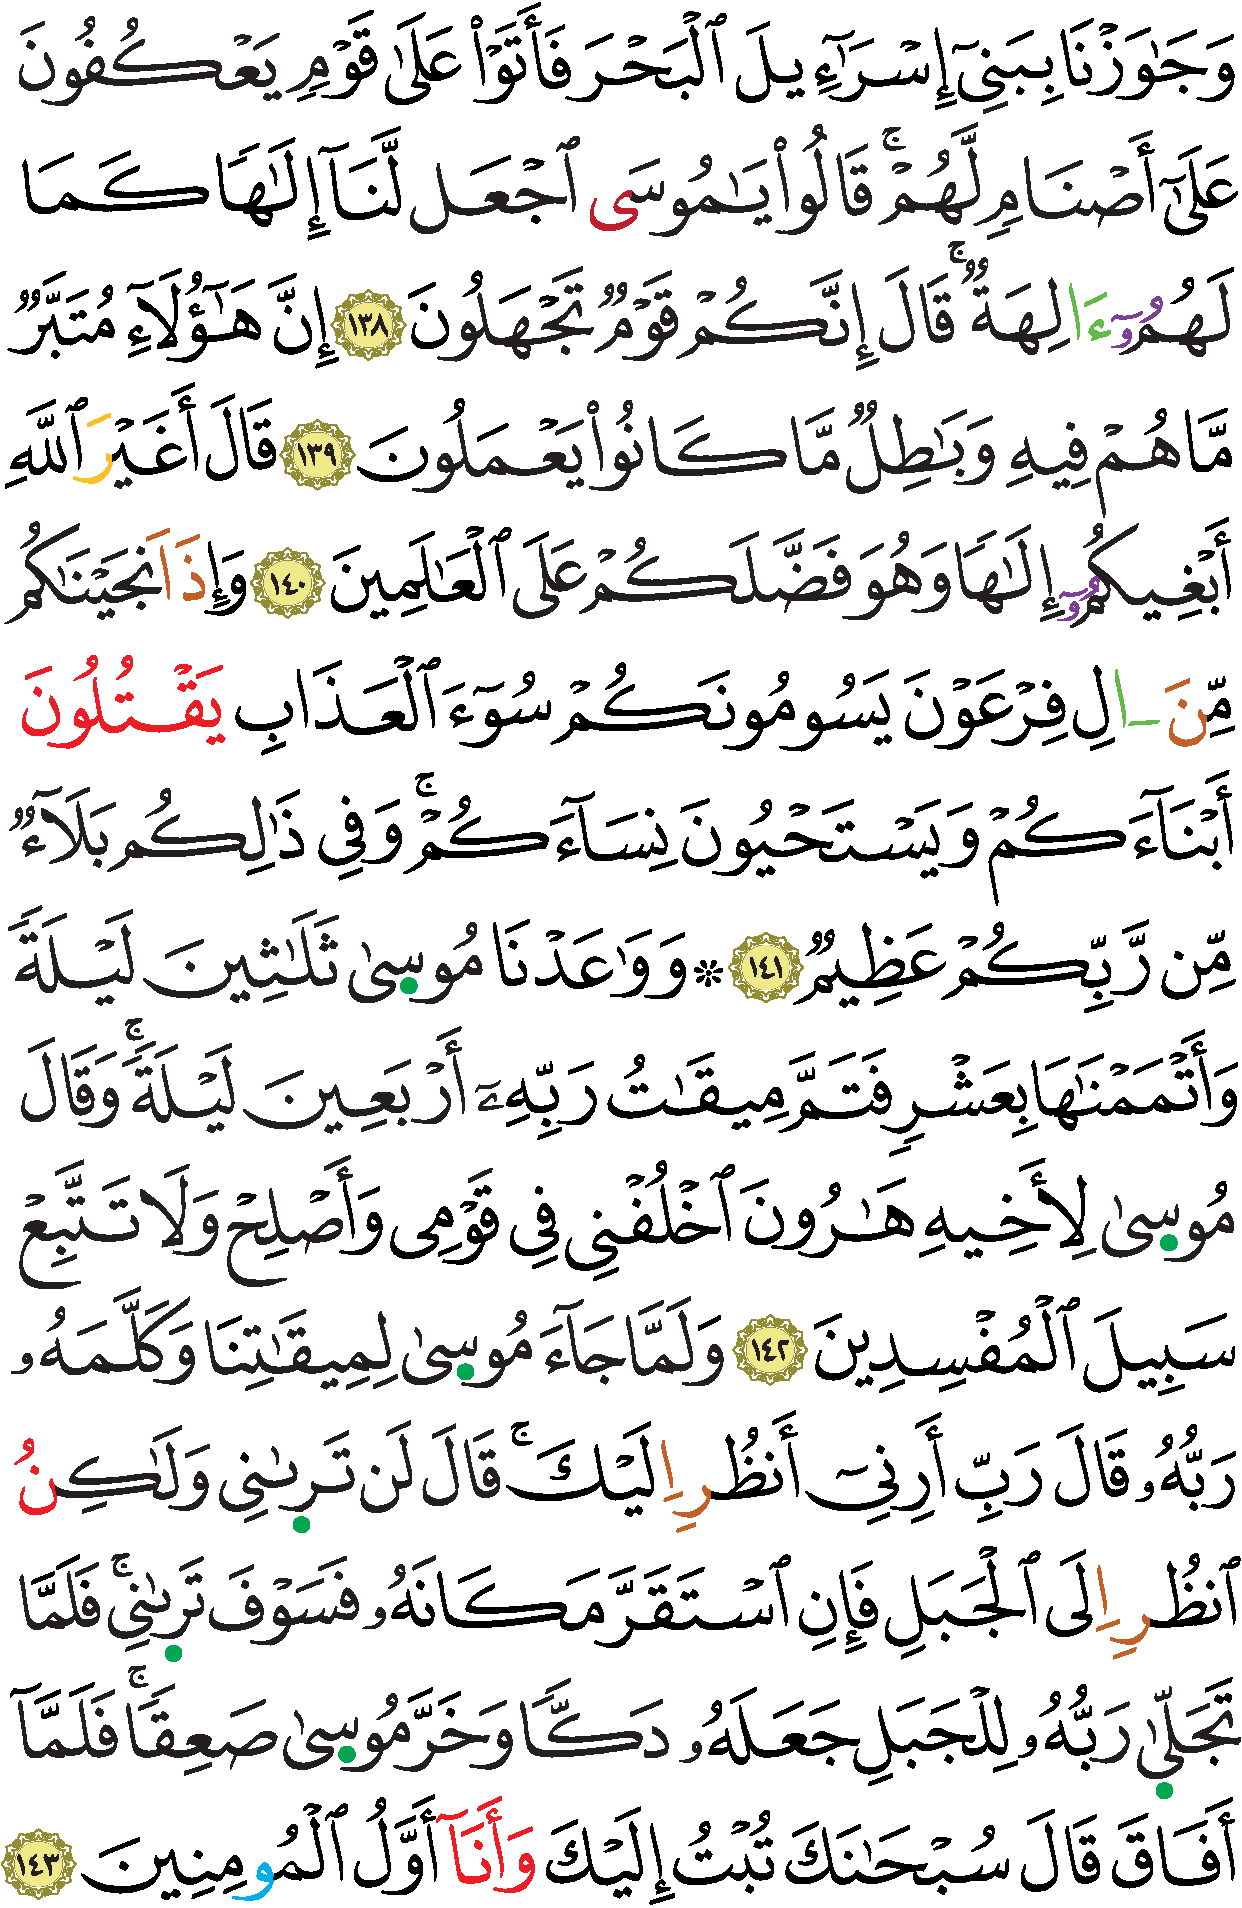 وَجَٰوَزْنَا بِبَنِىٓ إِسْرَآءِيلَ ٱلْبَحْرَ فَأَتَوْا۟ عَلَىٰ قَوْمٍ يَعْكُفُونَ
عَلَىٰٓ أَصْنَامٍ لَّهُمْ ۚ قَالُوا۟ يَٰمُوسَى ٱجْعَل لَّنَآ إِلَٰهًا كَمَا
لَهُمُۥٓ ءَالِهَةٌ ۚ قَالَ إِنَّكُمْ قَوْمٌ تَجْهَلُونَ ١٣٨ إِنَّ هَٰٓؤُلَآءِ مُتَبَّرٌ
مَّا هُمْ فِيهِ وَبَٰطِلٌ مَّا كَانُوا۟ يَعْمَلُونَ ١٣٩ قَالَ أَغَيْرَ ٱللَّهِ
أَبْغِيكُمُۥٓ إِلَٰهًا وَهُوَ فَضَّلَكُمْ عَلَى ٱلْعَٰلَمِينَ ١٤٠ وَإِذَ انجَيْنَٰكُم
مِّنَ الِ فِرْعَوْنَ يَسُومُونَكُمْ سُوٓءَ ٱلْعَذَابِ يَقْتُلُونَ
أَبْنَآءَكُمْ وَيَسْتَحْيُونَ نِسَآءَكُمْ ۚ وَفِى ذَٰلِكُم بَلَآءٌ
مِّن رَّبِّكُمْ عَظِيمٌ ١٤١ ۞ وَوَٰعَدْنَا مُوسِىٰ ثَلَٰثِينَ لَيْلَةً
وَأَتْمَمْنَٰهَا بِعَشْرٍ فَتَمَّ مِيقَٰتُ رَبِّهِۦٓ أَرْبَعِينَ لَيْلَةً ۚ وَقَالَ
مُوسِىٰ لِأَخِيهِ هَٰرُونَ ٱخْلُفْنِى فِى قَوْمِى وَأَصْلِحْ وَلَا تَتَّبِعْ
سَبِيلَ ٱلْمُفْسِدِينَ ١٤٢ وَلَمَّا جَآءَ مُوسِىٰ لِمِيقَٰتِنَا وَكَلَّمَهُۥ
رَبُّهُۥ قَالَ رَبِّ أَرِنِىٓ أَنظُرِ ا لَيْكَ ۚ قَالَ لَن تَرِىٰنِى وَلَٰكِنُ
ٱنظُرِ ا لَى ٱلْجَبَلِ فَإِنِ ٱسْتَقَرَّ مَكَانَهُۥ فَسَوْفَ تَرِىٰنِى ۚ فَلَمَّا
تَجَلِّىٰ رَبُّهُۥ لِلْجَبَلِ جَعَلَهُۥ دَكًّا وَخَرَّ مُوسِىٰ صَعِقًا ۚ فَلَمَّآ
أَفَاقَ قَالَ سُبْحَٰنَكَ تُبْتُ إِلَيْكَ وَأَنَآ أَوَّلُ ٱلْمُومِنِينَ ١٤٣